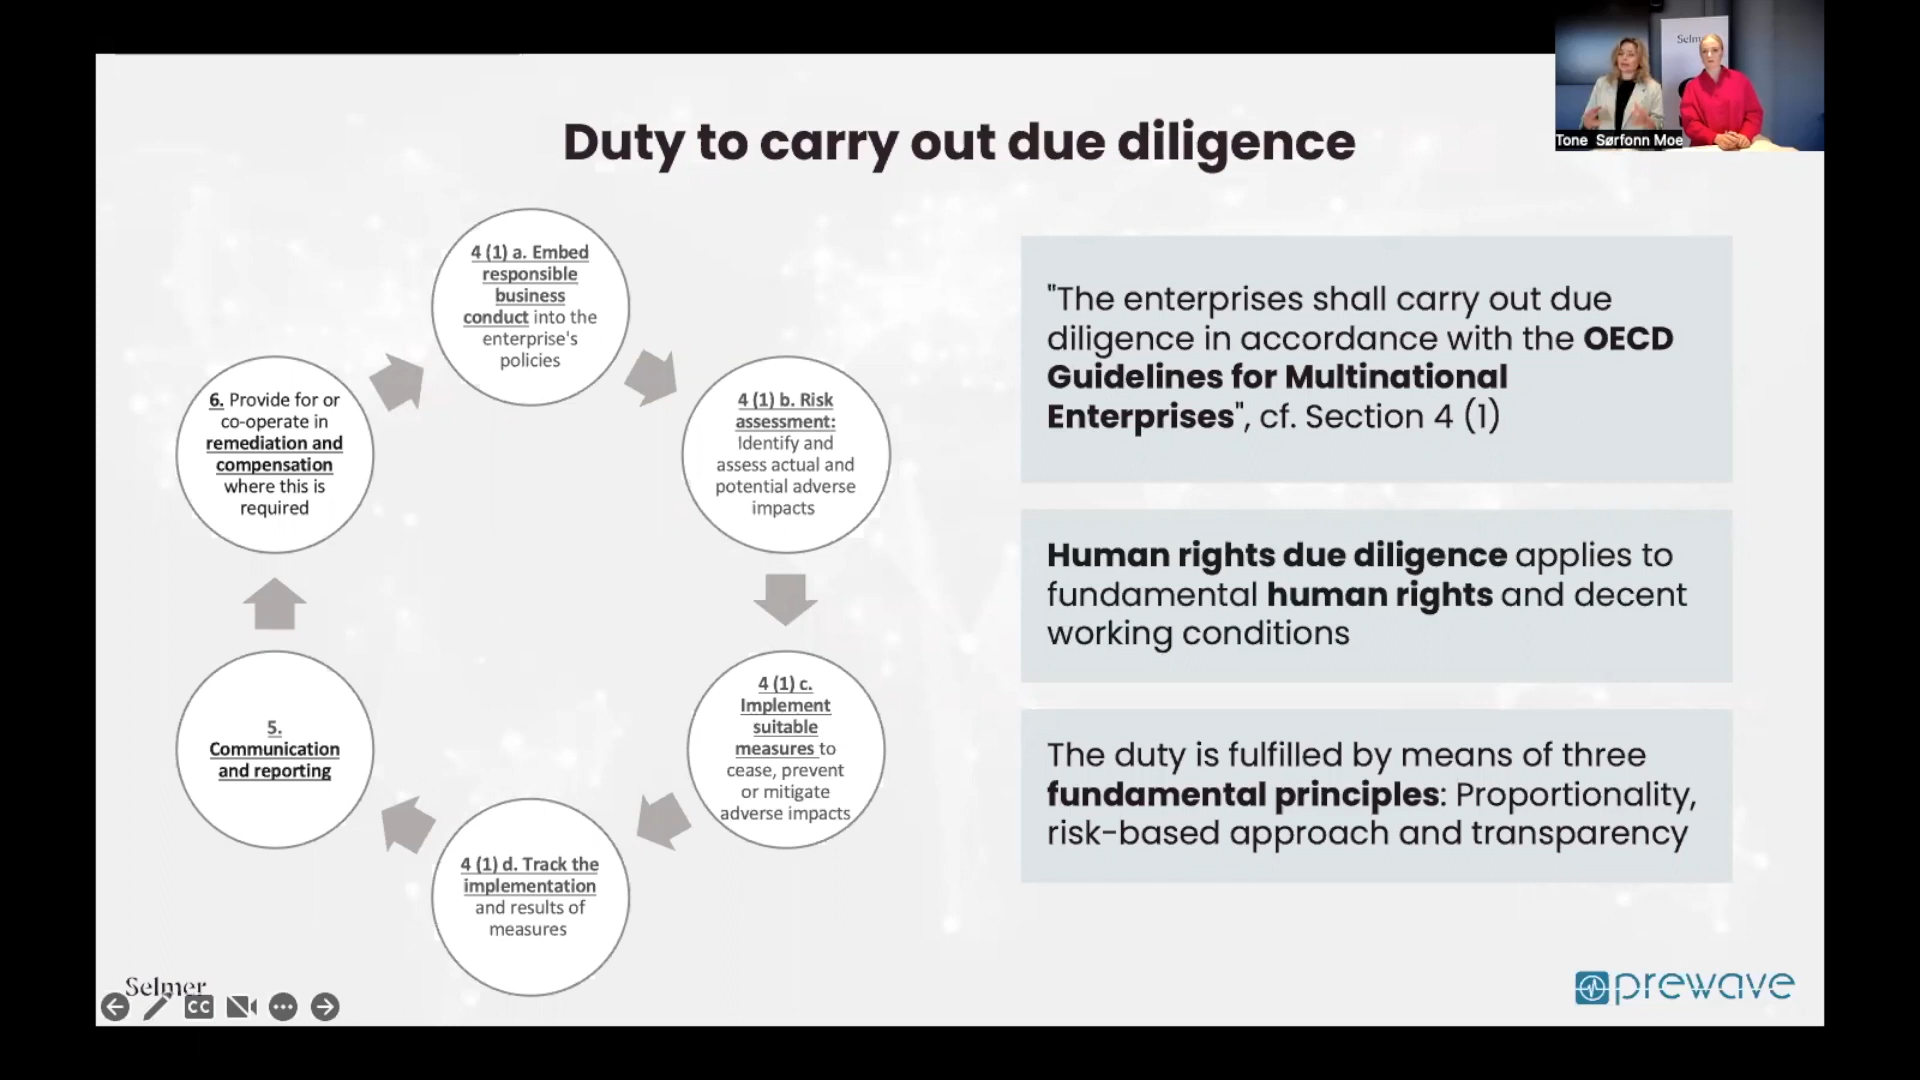 Duty to carry out due diligence
Selm
Tone Sørfonn Moe
4 (1) a. Embed
responsible
business
conduct into the
enterprise's
policies
4 (1) b. Risk
assessment:
Identify and
assess actual and
potential adverse
impacts
4 (1) c.
Implement
suitable
measures to
cease, prevent
or mitigate
adverse impacts
4 (1) d. Track the
implementation
and results of
measures
5.
Communication
and reporting
6. Provide for or
co-operate in
remediation and
compensation
where this is
required
"The enterprises shall carry out due
diligence in accordance with the OECD
Guidelines for Multinational
Enterprises", cf. Section 4 (1)
Human rights due diligence applies to
fundamental human rights and decent
working conditions
The duty is fulfilled by means of three
fundamental principles: Proportionality,
risk-based approach and transparency
Selmer
CC
prewave